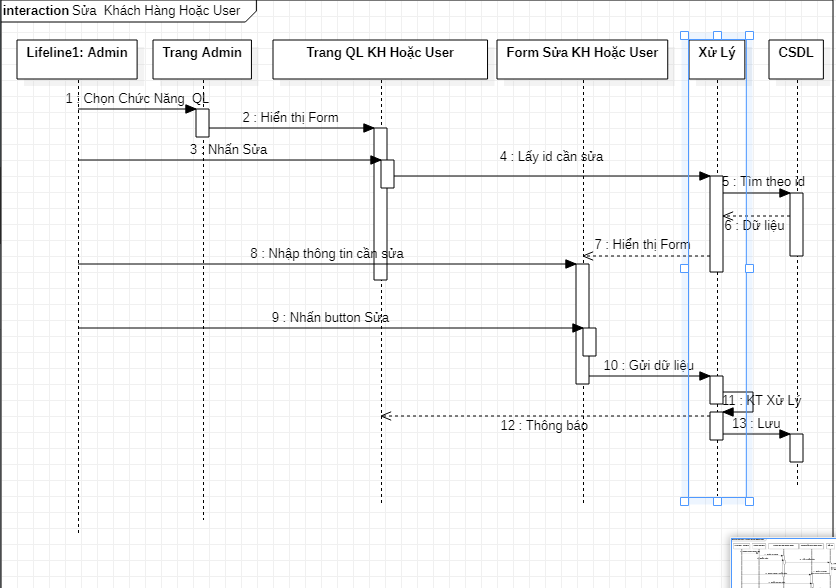 interaction Sửa Khách Hàng Hoặc User
Lifeline1: Admin
Trang Admin
Trang QL KH Hoặc User
Form Sửa KH Hoặc User
Xử Lý
CSDL
1 : Chọn Chức Năng QL
2 : Hiển thị Form
3 : Nhấn Sửa
4 : Lấy id cần sửa
5 : Tìm theo id
6 : Dữ liệu
7 : Hiển thị Form
8 : Nhập thông tin cần sửa
9 : Nhấn button Sửa
10 : Gửi dữ liệu
11 : KT Xử Lý
12 : Thông báo
13 : Lưu